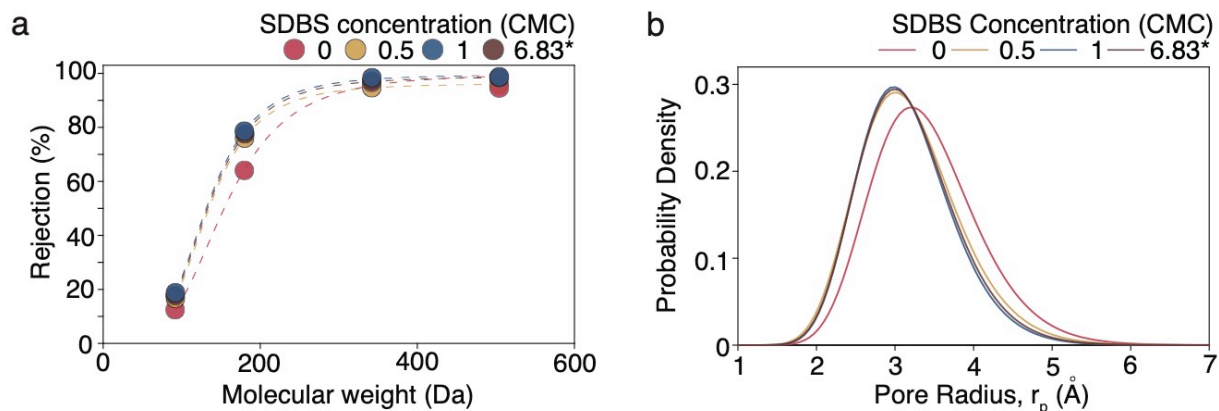 a
SDBS concentration (CMC)
0 0.5 1 6.83*
100
80
60
40
20
0
Rejection (%)
0 200 400 600
Molecular weight (Da)
b
SDBS Concentration (CMC)
0 0.5 1 6.83*
0.3
0.2
0.1
0
Probability Density
1 2 3 4 5 6 7
Pore Radius, rp (Å)